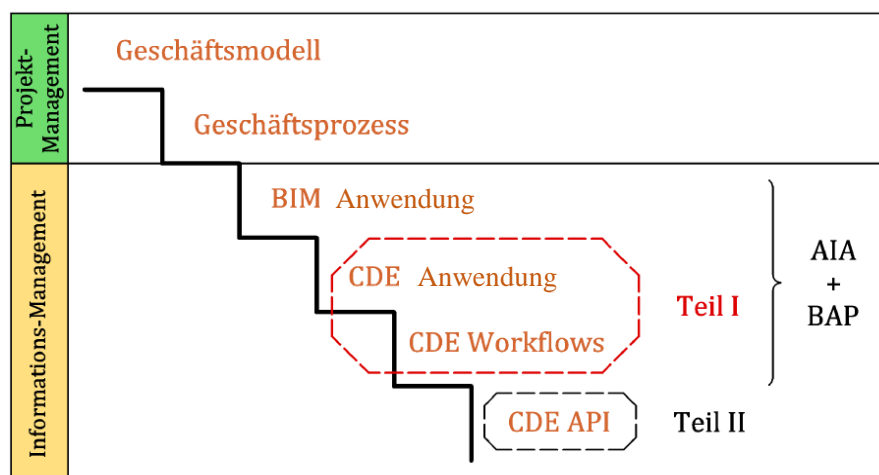 Projekt-
Management
Geschäftsmodell
Geschäftsprozess
Informations-Management
BIM Anwendung
CDE Anwendung
CDE Workflows
Teil I
AIA
+
BAP
CDE API
Teil II